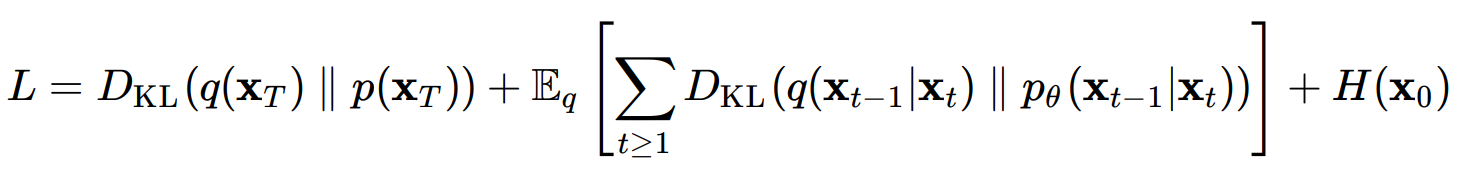 L = D_KL(q(x_T) ∥ p(x_T)) + 𝔼_q [∑_{t≥1} D_KL(q(x_{t−1}|x_t) ∥ p_θ(x_{t−1}|x_t))] + H(x_0)